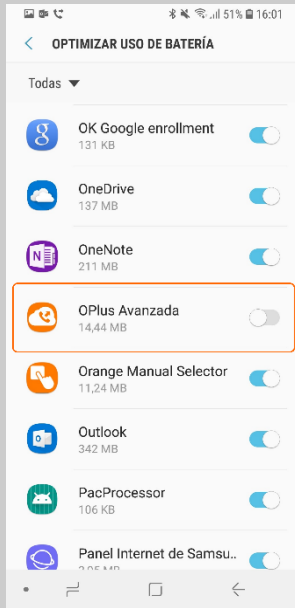 51% 16:01
OPTIMIZAR USO DE BATERÍA
Todas
OK Google enrollment
131 KB
OneDrive
137 MB
OneNote
211 MB
OPlus Avanzada
14,44 MB
Orange Manual Selector
11,24 MB
Outlook
342 MB
PacProcessor
106 KB
Panel Internet de Samsu..